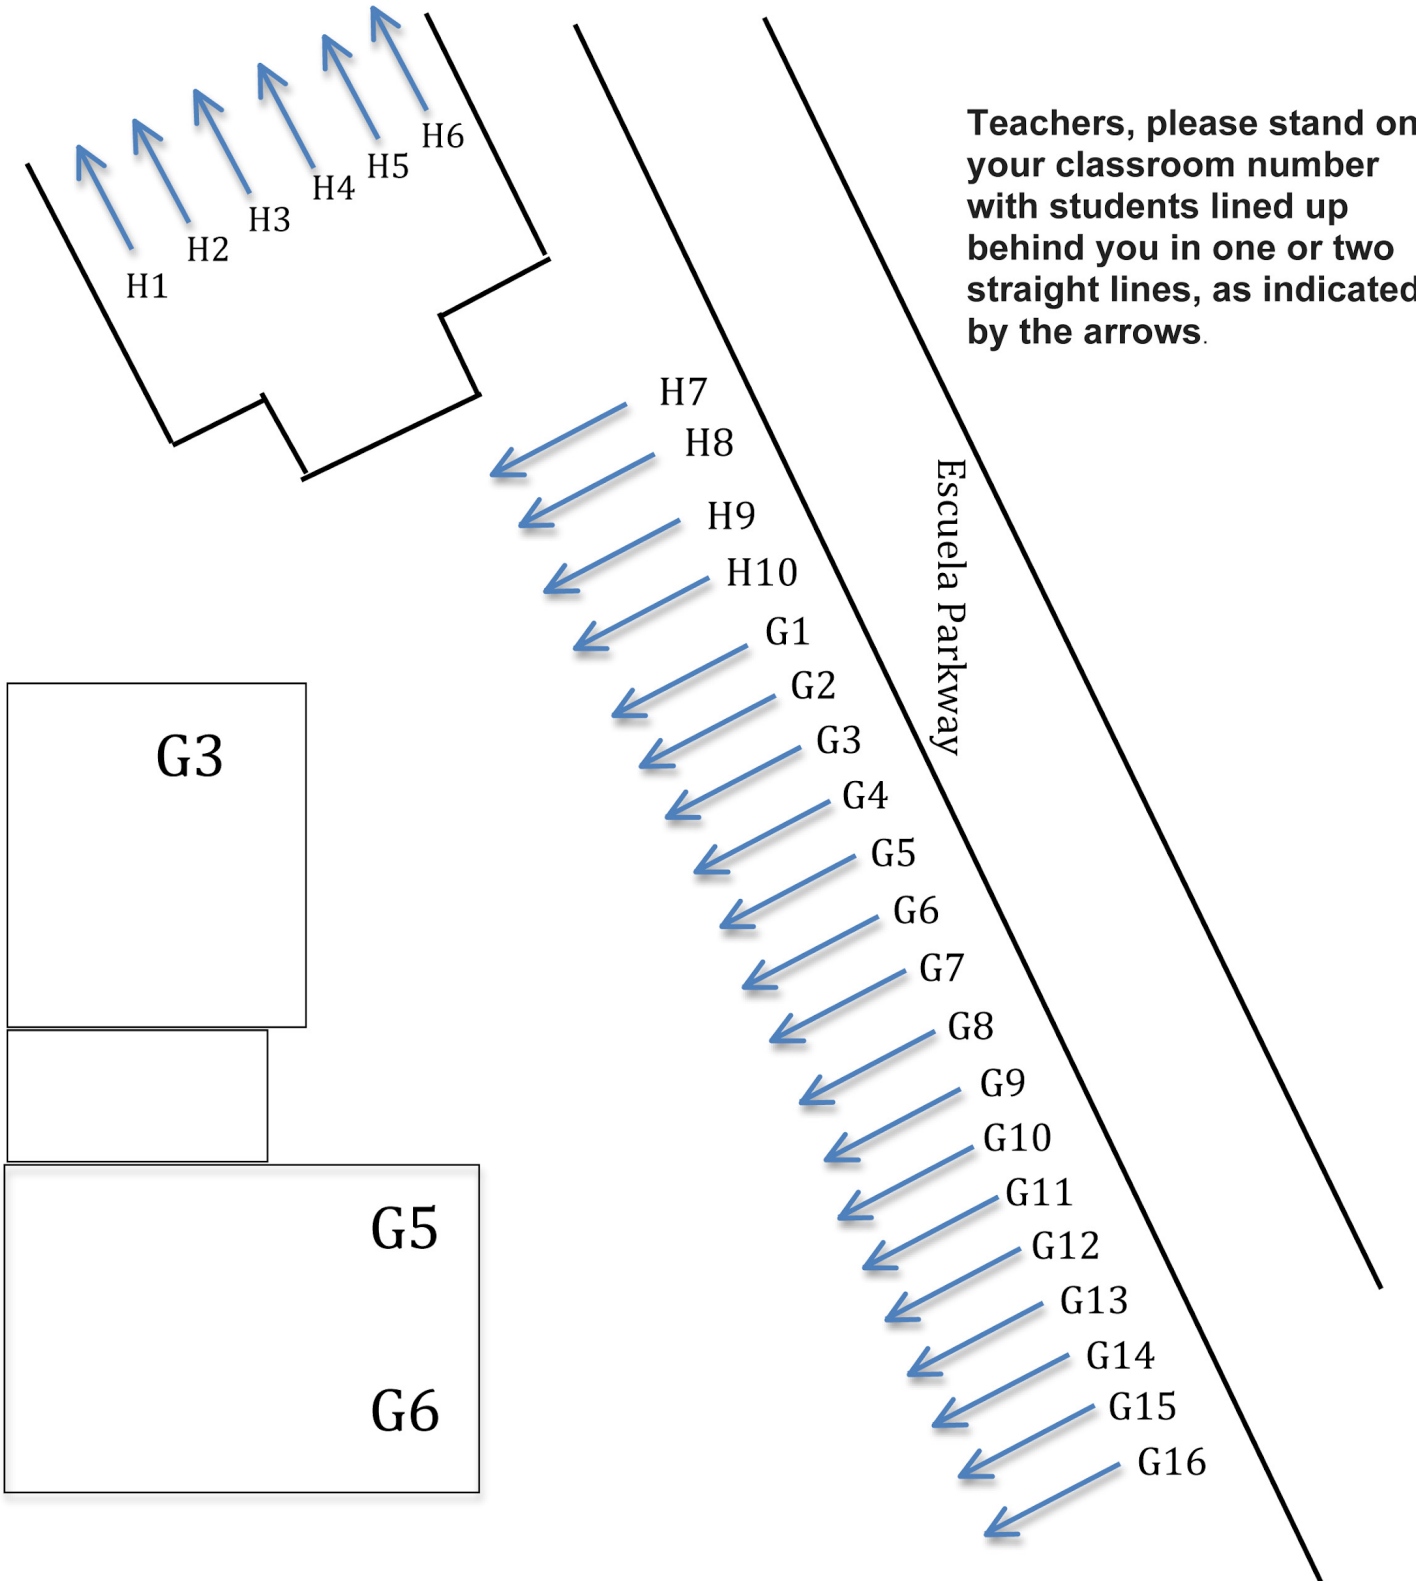 H6
H5
H4
H3
H2
H1
Teachers, please stand on
your classroom number
with students lined up
behind you in one or two
straight lines, as indicated
by the arrows.
H7
H8
H9
H10
G1
G2
G3
G4
G5
G6
G7
G8
G9
G10
G11
G12
G13
G14
G15
G16
Escuela Parkway
G3
G5
G6